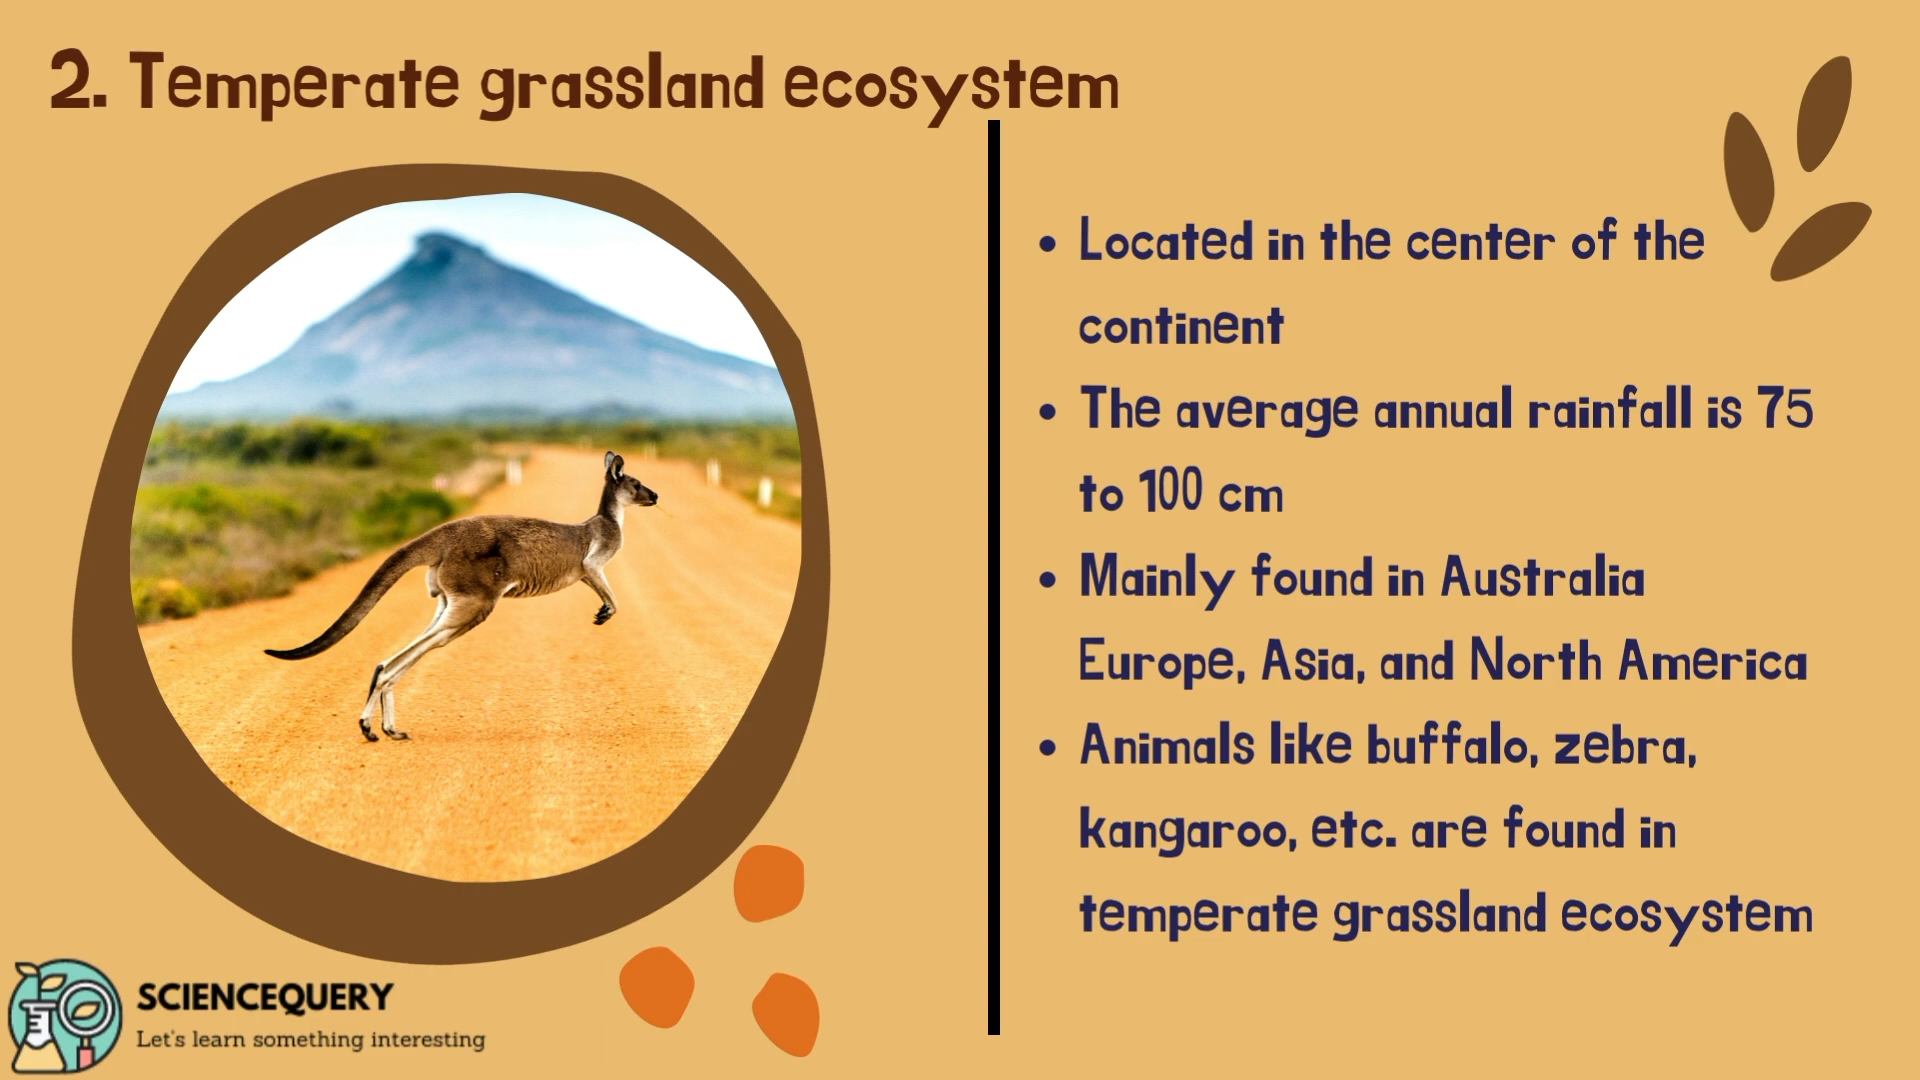 2. Temperate grassland ecosystem
• Located in the center of the
continent
• The average annual rainfall is 75
to 100 cm
• Mainly found in Australia
Europe, Asia, and North America
• Animals like buffalo, zebra,
kangaroo, etc. are found in
temperate grassland ecosystem
SCIENCEQUERY
Let's learn something interesting